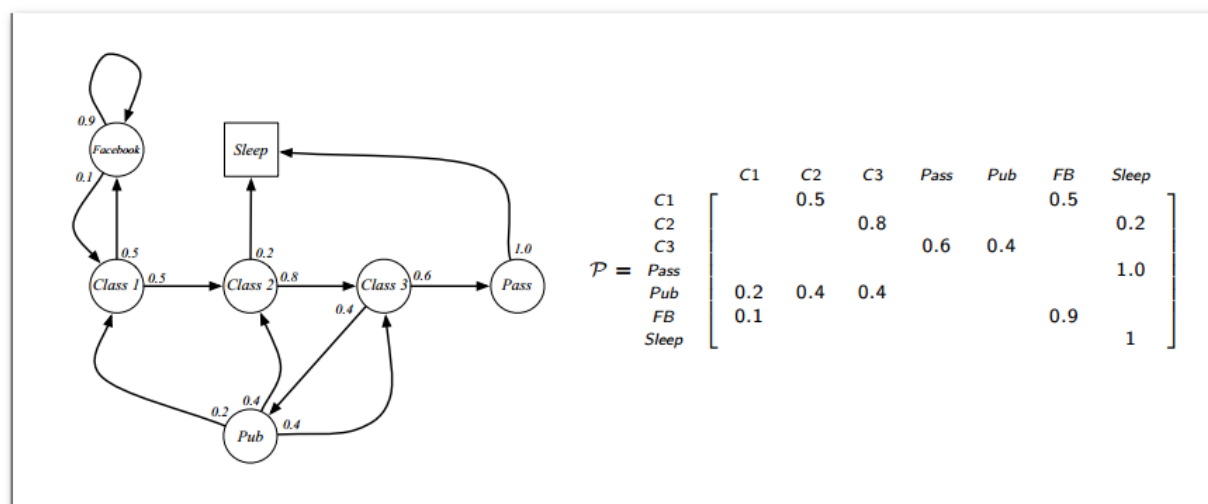 0.9
Facebook
Sleep
0.1
0.5
0.2
1.0
Class 1
0.5
Class 2
0.8
Class 3
0.6
Pass
0.4
0.2
0.4
0.4
Pub
C1 C2 C3 Pass Pub FB Sleep
C1 0.5 0.5
C2 0.8 0.2
C3 0.6 0.4
𝒫 = Pass 1.0
Pub 0.2 0.4 0.4
FB 0.1 0.9
Sleep 1